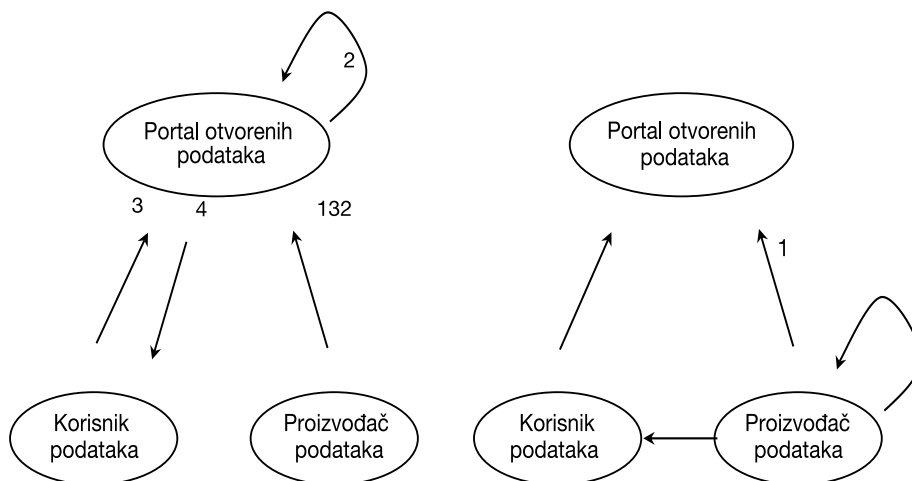 2
Portal otvorenih
podataka
3 4 132
Korisnik
podataka
Proizvođač
podataka
Portal otvorenih
podataka
1
Korisnik
podataka
Proizvođač
podataka